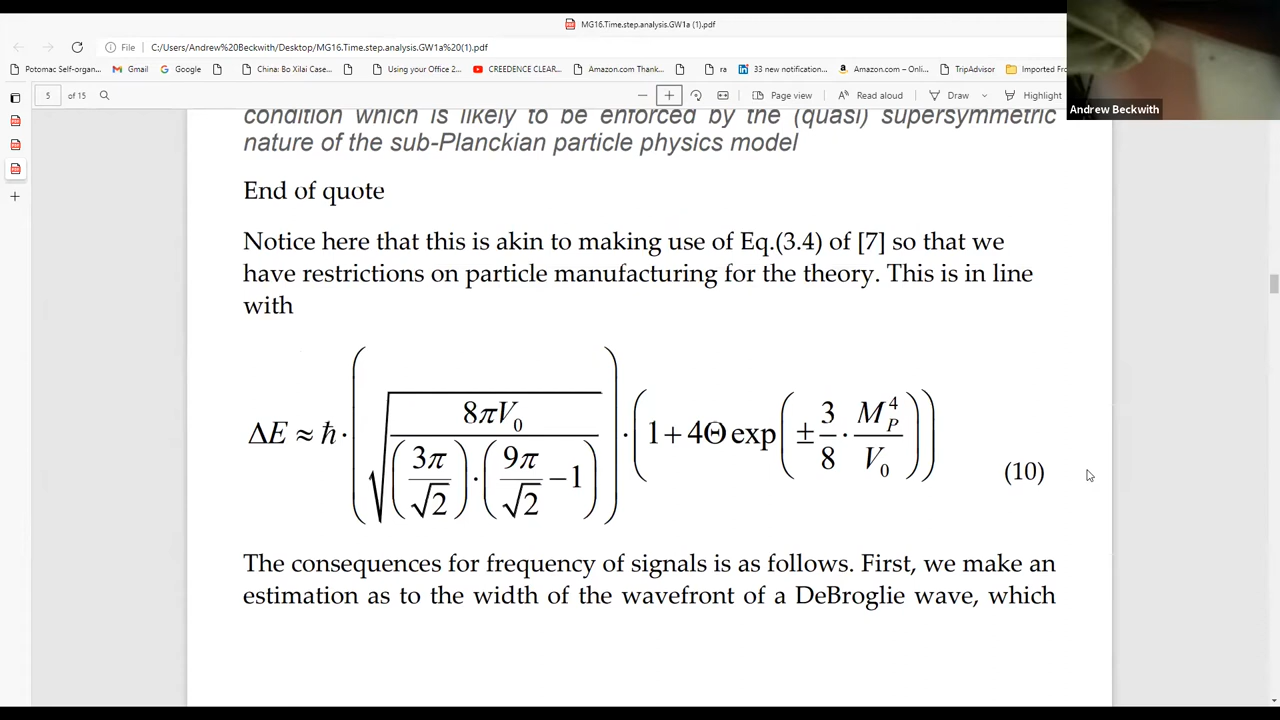 MG16.Time.step.analysis.GW1a (1).pdf
File C:/Users/Andrew%20Beckwith/Desktop/MG16.Time.step.analysis.GW1a%20(1).pdf
Potomac Self-organ... Gmail Google China: Bo Xilai Case... Using your Office 2... CREEDENCE CLEAR... Amazon.com Thank... ra 33 new notification... Amazon.com – Onli... TripAdvisor Imported Fro
5 of 15 Page view Read aloud Draw Highlight
Andrew Beckwith
condition which is likely to be enforced by the (quasi) supersymmetric
nature of the sub-Planckian particle physics model
End of quote
Notice here that this is akin to making use of Eq.(3.4) of [7] so that we
have restrictions on particle manufacturing for the theory. This is in line
with
ΔE ≈ ħ · ( √( 8πV₀ / ( (3π/√2) · (9π/√2 − 1) ) ) ) · ( 1 + 4Θ exp( ± 3/8 · M_P^4 / V₀ ) ) (10)
The consequences for frequency of signals is as follows. First, we make an
estimation as to the width of the wavefront of a DeBroglie wave, which